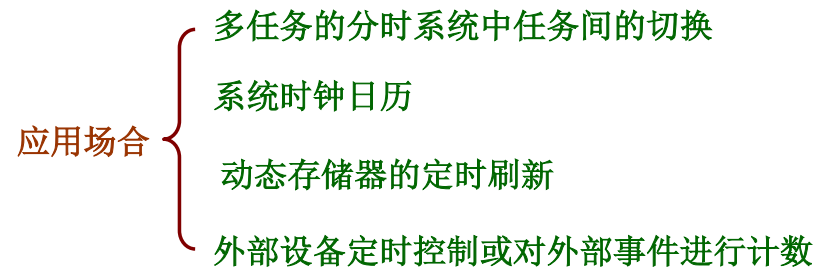 多任务的分时系统中任务间的切换
系统时钟日历
应用场合
动态存储器的定时刷新
外部设备定时控制或对外部事件进行计数